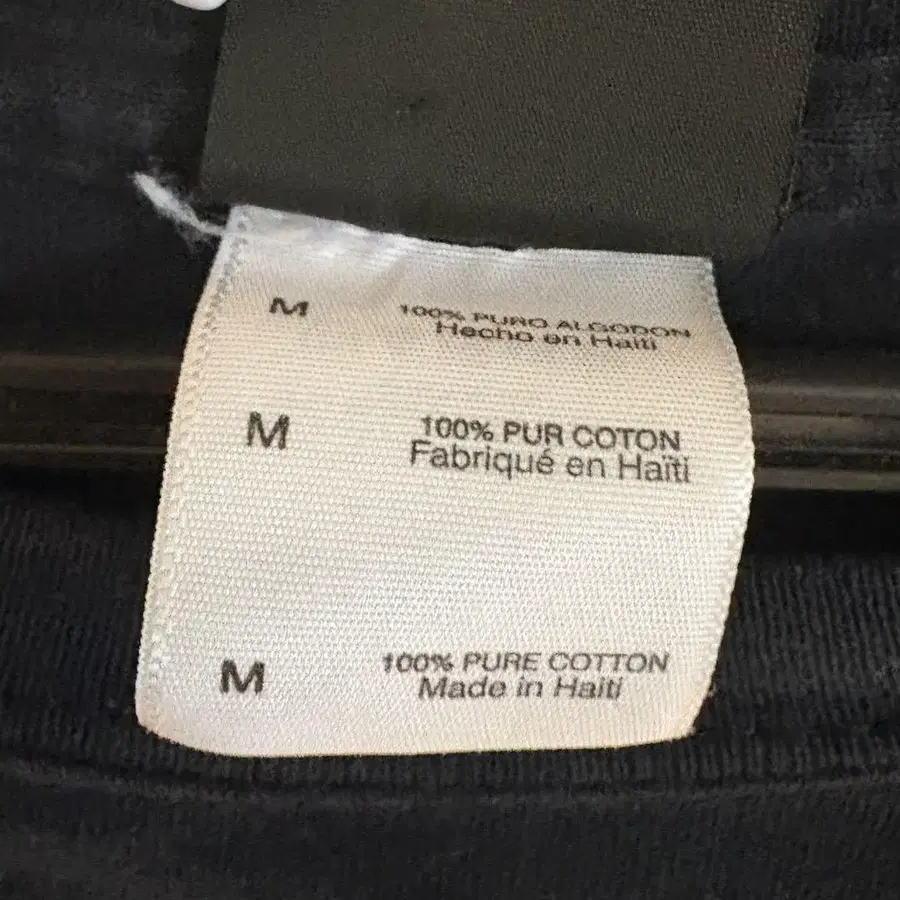 M 100% PURO ALGODON
Hecho en Haiti
M 100% PUR COTON
Fabriqué en Haïti
M 100% PURE COTTON
Made in Haiti